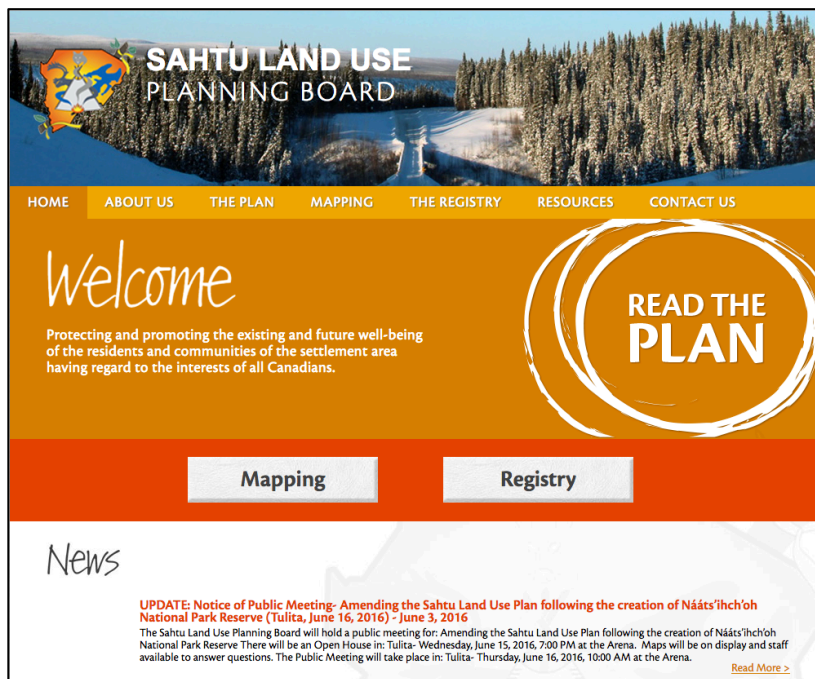 SAHTU LAND USE
PLANNING BOARD
HOME ABOUT US THE PLAN MAPPING THE REGISTRY RESOURCES CONTACT US
Welcome
Protecting and promoting the existing and future well-being
of the residents and communities of the settlement area
having regard to the interests of all Canadians.
READ THE
PLAN
Mapping Registry
News
UPDATE: Notice of Public Meeting- Amending the Sahtu Land Use Plan following the creation of Nááts'ihch'oh
National Park Reserve (Tulita, June 16, 2016) - June 3, 2016
The Sahtu Land Use Planning Board will hold a public meeting for: Amending the Sahtu Land Use Plan following the creation of Nááts'ihch'oh
National Park Reserve There will be an Open House in: Tulita- Wednesday, June 15, 2016, 7:00 PM at the Arena. Maps will be on display and staff
available to answer questions. The Public Meeting will take place in: Tulita- Thursday, June 16, 2016, 10:00 AM at the Arena.
Read More >